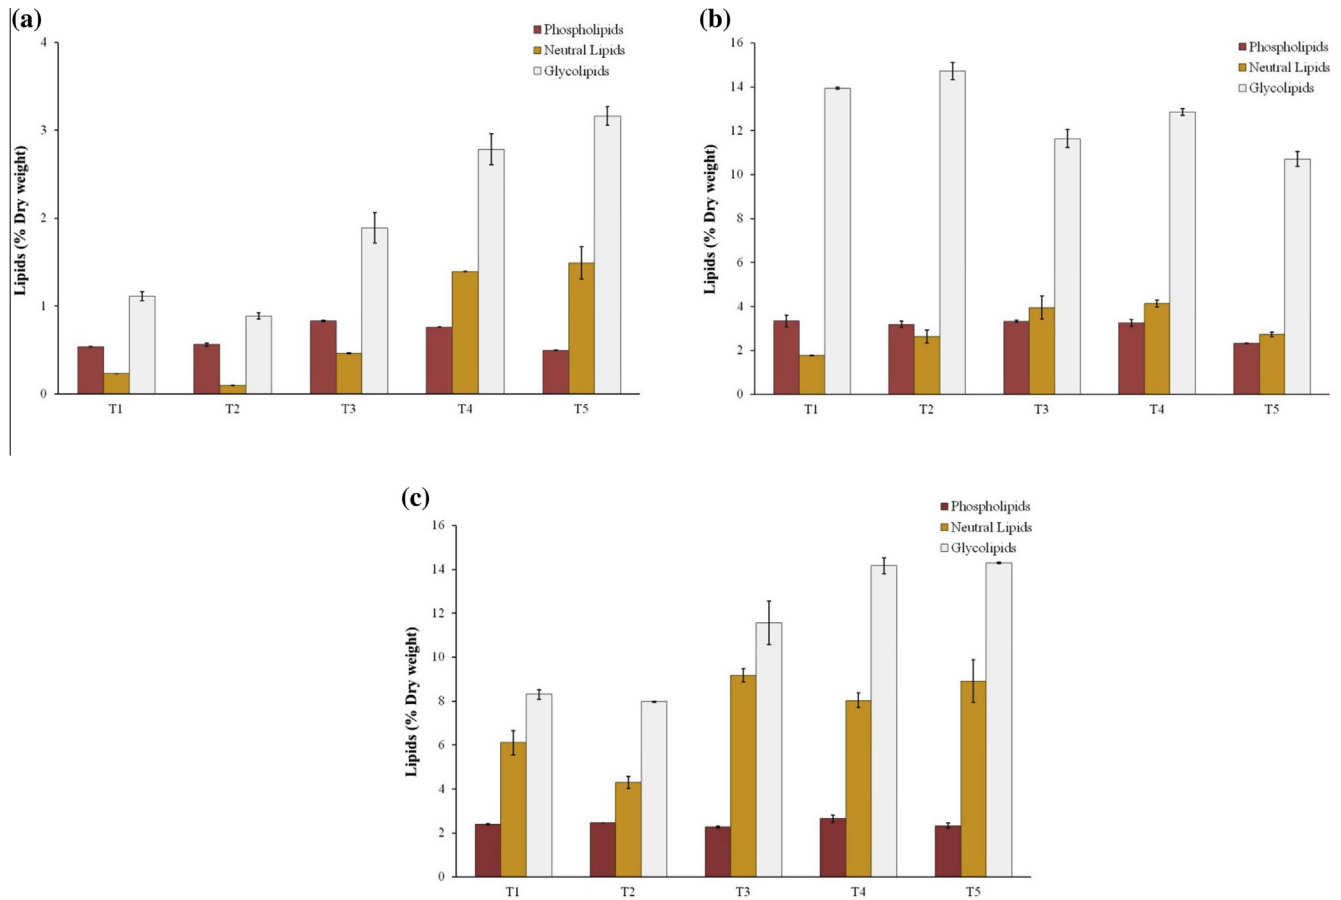 (a)
Phospholipids
Neutral Lipids
Glycolipids
Lipids (% Dry weight)
4
3
2
1
0
T1 T2 T3 T4 T5
(b)
Phospholipids
Neutral Lipids
Glycolipids
Lipids (% Dry weight)
16
14
12
10
8
6
4
2
0
T1 T2 T3 T4 T5
(c)
Phospholipids
Neutral Lipids
Glycolipids
Lipids (% Dry weight)
16
14
12
10
8
6
4
2
0
T1 T2 T3 T4 T5